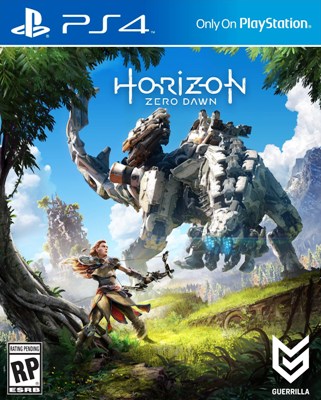 PS4
Only On PlayStation
HORIZON
ZERO DAWN
RATING PENDING
RP
ESRB
GUERRILLA